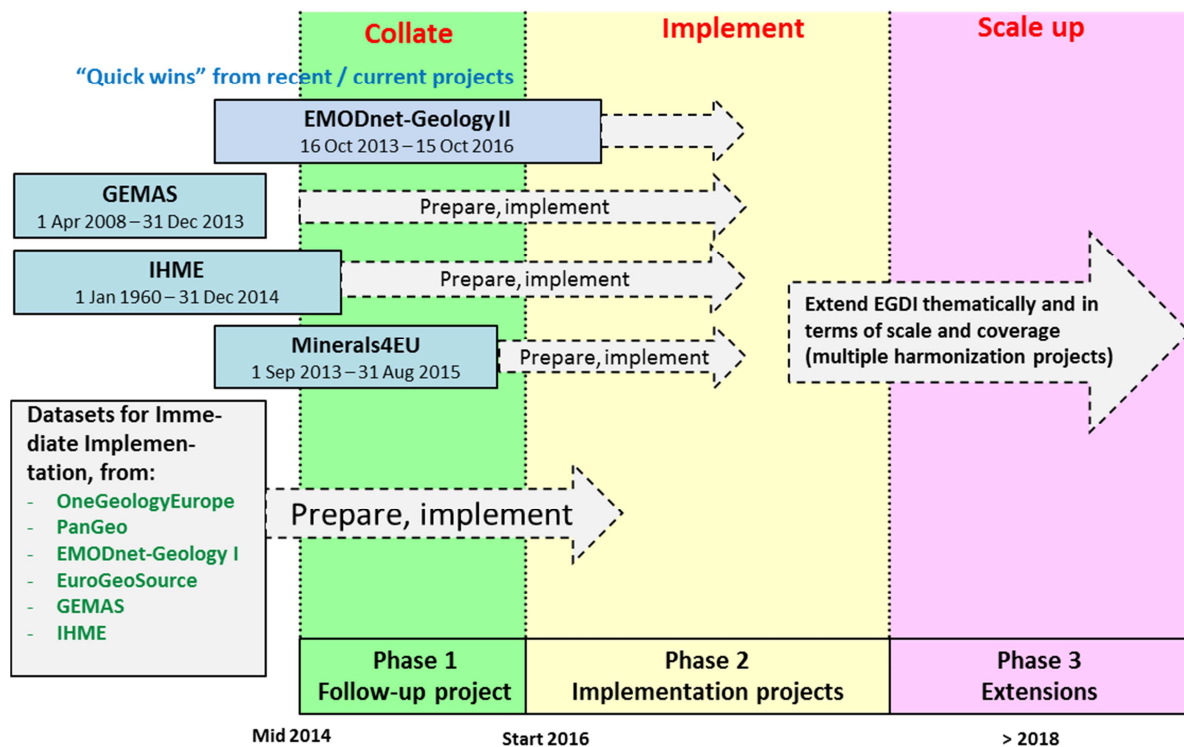 Collate
Implement
Scale up
“Quick wins” from recent / current projects
EMODnet-Geology II
16 Oct 2013 – 15 Oct 2016
GEMAS
1 Apr 2008 – 31 Dec 2013
Prepare, implement
IHME
1 Jan 1960 – 31 Dec 2014
Prepare, implement
Minerals4EU
1 Sep 2013 – 31 Aug 2015
Prepare, implement
Extend EGDI thematically and in
terms of scale and coverage
(multiple harmonization projects)
Datasets for Imme-
diate Implemen-
tation, from:
- OneGeologyEurope
- PanGeo
- EMODnet-Geology I
- EuroGeoSource
- GEMAS
- IHME
Prepare, implement
Phase 1
Follow-up project
Phase 2
Implementation projects
Phase 3
Extensions
Mid 2014
Start 2016
> 2018